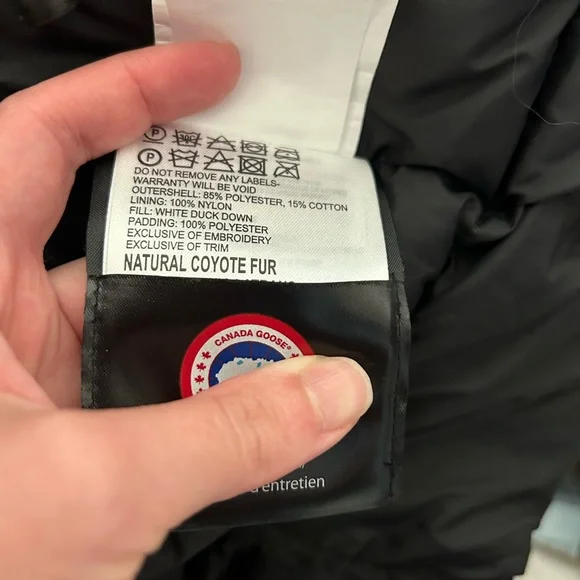 P 30C
P
DO NOT REMOVE ANY LABELS-
WARRANTY WILL BE VOID
OUTERSHELL: 85% POLYESTER, 15% COTTON
LINING: 100% NYLON
FILL: WHITE DUCK DOWN
PADDING: 100% POLYESTER
EXCLUSIVE OF EMBROIDERY
EXCLUSIVE OF TRIM
NATURAL COYOTE FUR
CANADA GOOSE®
entretien